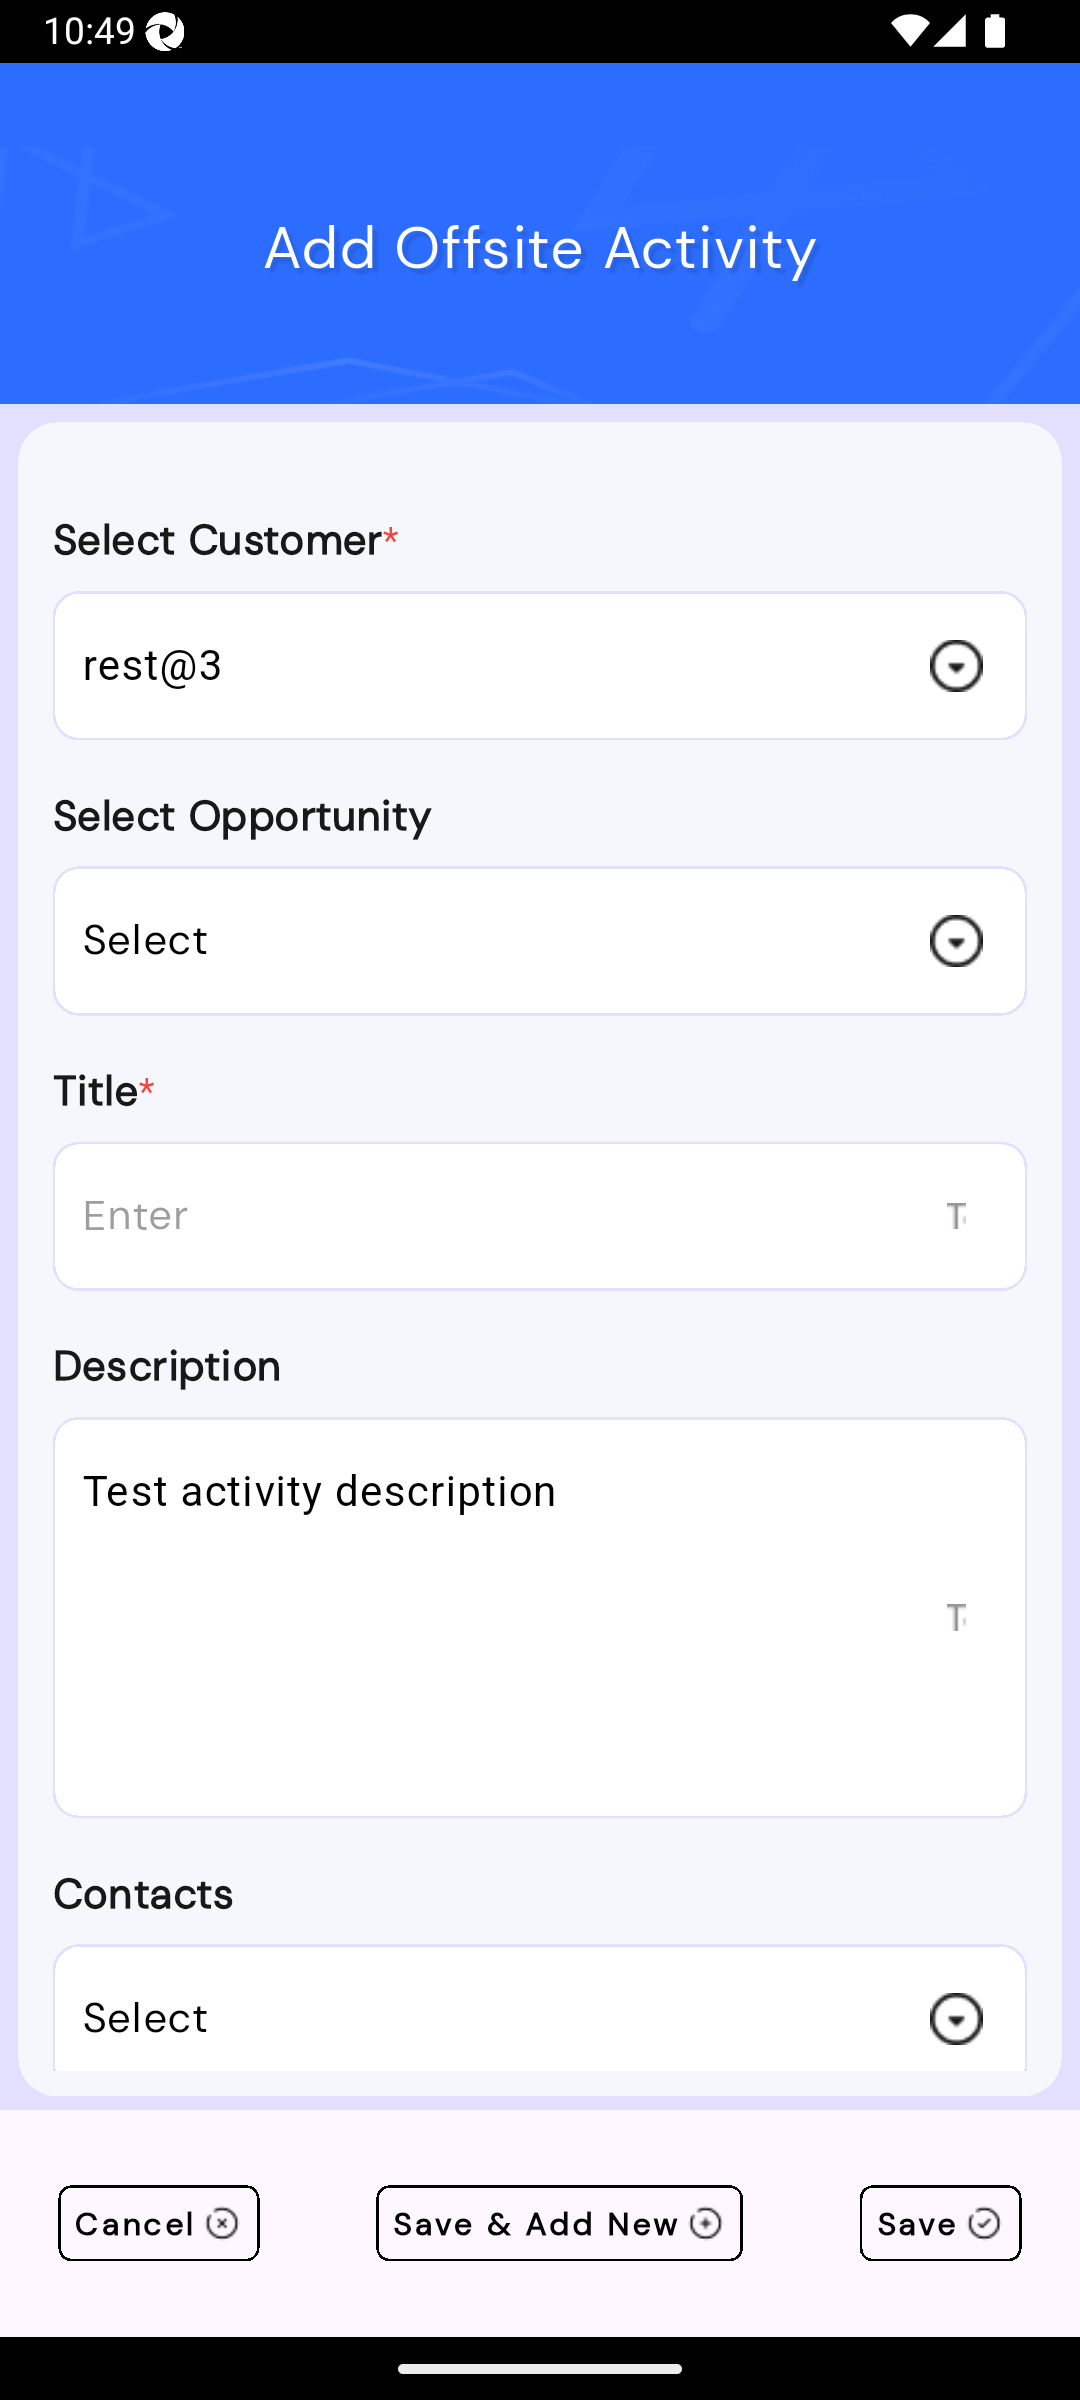 10:49
Add Offsite Activity
Select Customer*
rest@3
Select Opportunity
Select
Title*
Enter
T
Description
Test activity description
T
Contacts
Select
Cancel
Save & Add New
Save